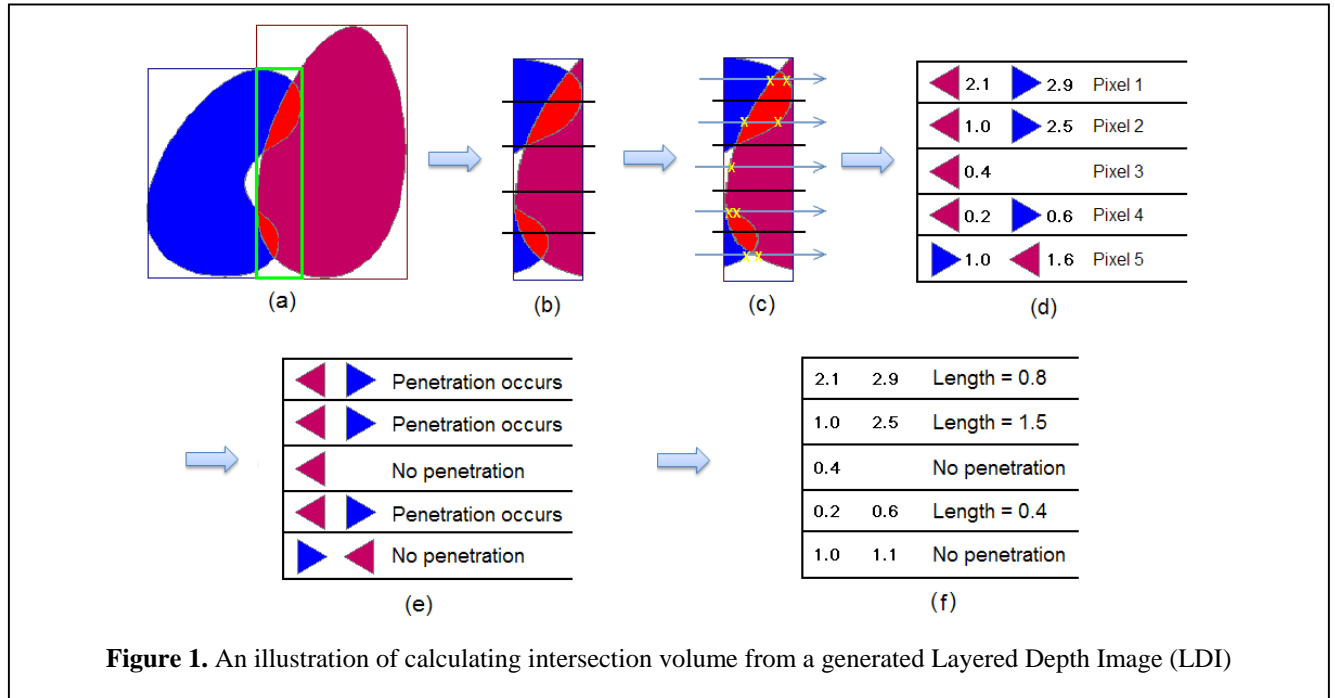 (a)
(b)
(c)
2.1 2.9 Pixel 1
1.0 2.5 Pixel 2
0.4 Pixel 3
0.2 0.6 Pixel 4
1.0 1.6 Pixel 5
(d)
Penetration occurs
Penetration occurs
No penetration
Penetration occurs
No penetration
(e)
2.1 2.9 Length = 0.8
1.0 2.5 Length = 1.5
0.4 No penetration
0.2 0.6 Length = 0.4
1.0 1.1 No penetration
(f)
Figure 1. An illustration of calculating intersection volume from a generated Layered Depth Image (LDI)